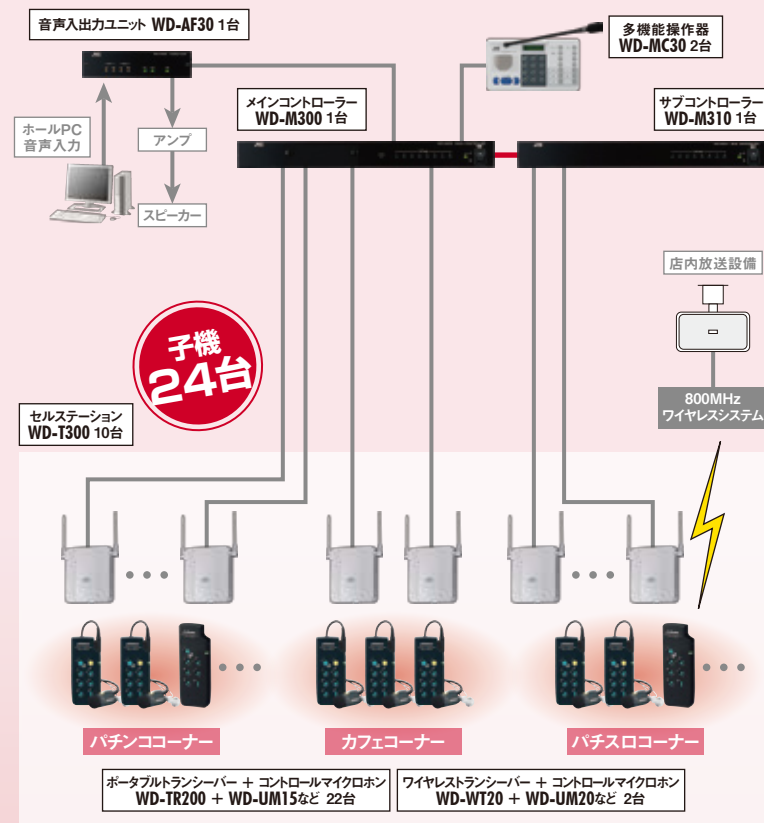 音声入出力ユニット WD-AF30 1台
多機能操作器
WD-MC30 2台
メインコントローラー
WD-M300 1台
サブコントローラー
WD-M310 1台
ホールPC
音声入力
アンプ
スピーカー
店内放送設備
子機
24台
800MHz
ワイヤレスシステム
セルステーション
WD-T300 10台
パチンココーナー
カフェコーナー
パチスロコーナー
ポータブルトランシーバー + コントロールマイクロホン
WD-TR200 + WD-UM15など 22台
ワイヤレストランシーバー + コントロールマイクロホン
WD-WT20 + WD-UM20など 2台